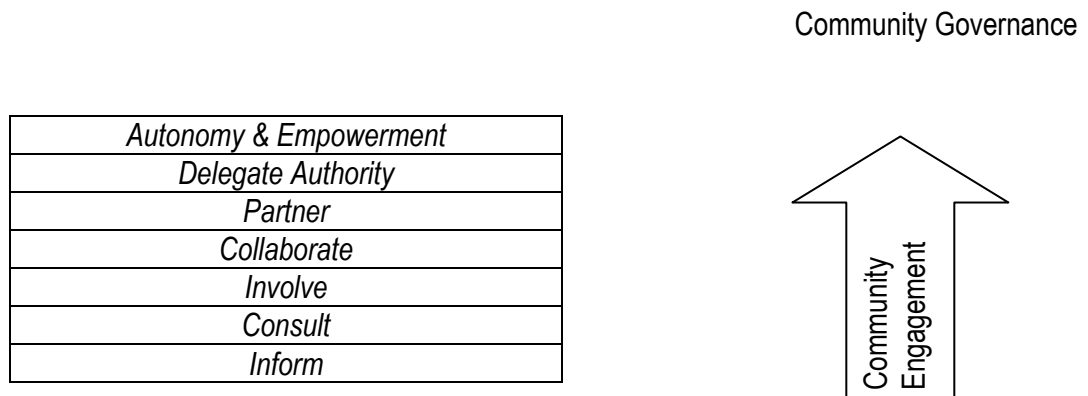 Community Governance
Autonomy & Empowerment
Delegate Authority
Partner
Collaborate
Involve
Consult
Inform
Community
Engagement